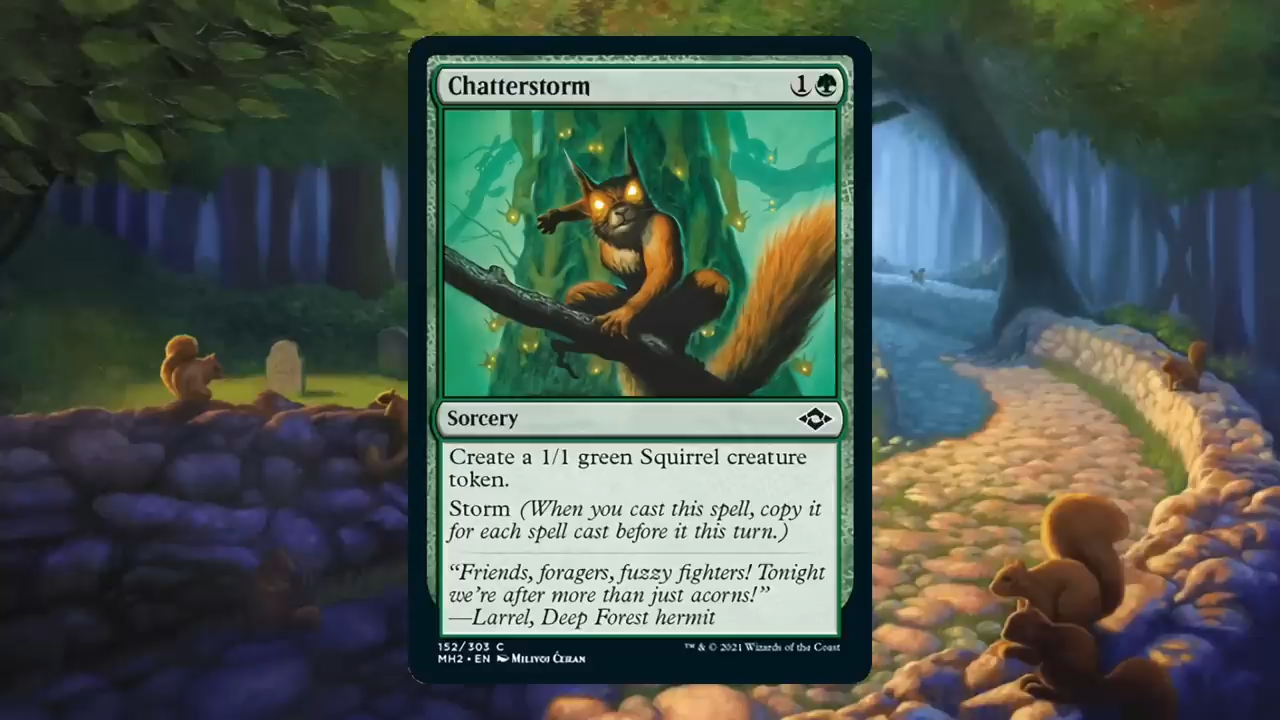 Chatterstorm 1
Sorcery
Create a 1/1 green Squirrel creature
token.
Storm (When you cast this spell, copy it
for each spell cast before it this turn.)
“Friends, foragers, fuzzy fighters! Tonight
we’re after more than just acorns!”
—Larrel, Deep Forest hermit
152/303 C
MH2 • EN Milivoj Ćeran
™ & © 2021 Wizards of the Coast